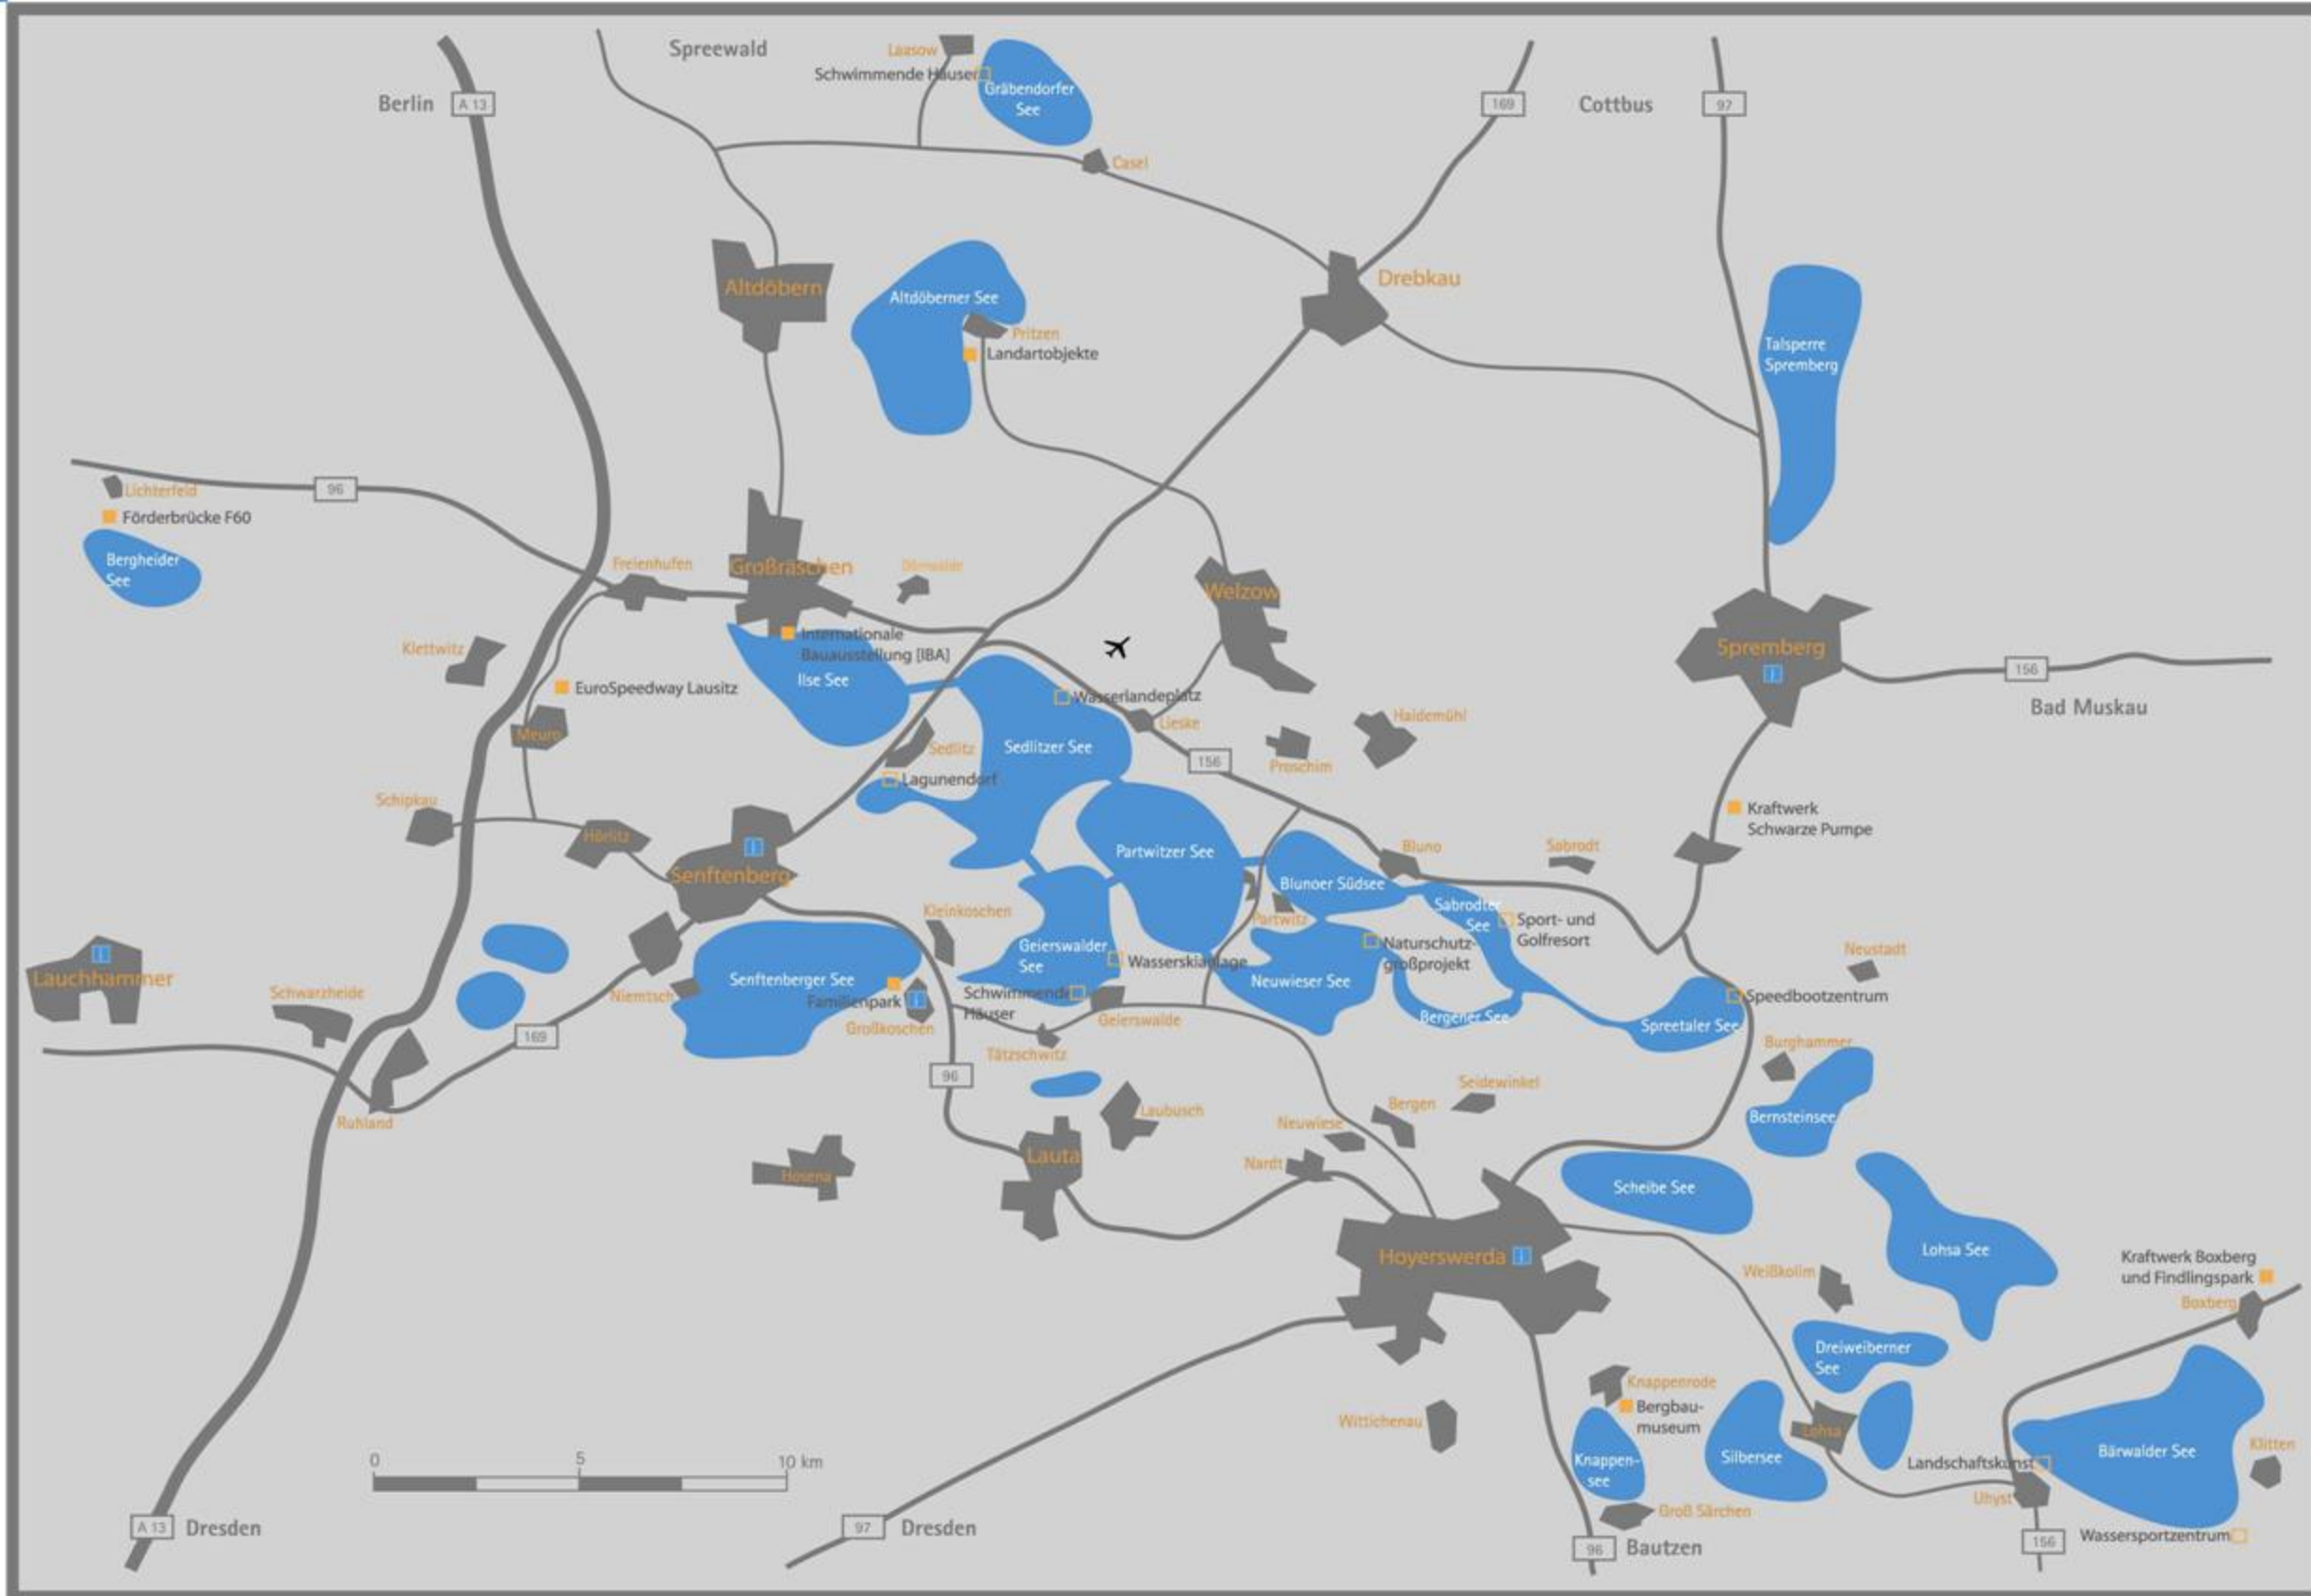 Spreewald
Laasow
Schwimmende Häuser
Gräbendorfer
See
Berlin
A 13
169
Cottbus
97
Casel
Altdöbern
Altdöberner See
Pritzen
Landartobjekte
Drebkau
Talsperre
Spremberg
96
Lichterfeld
Förderbrücke F60
Bergheider
See
Freienhufen
Großräschen
Dörrwalde
Welzow
Internationale
Bauausstellung [IBA]
Ilse See
Klettwitz
EuroSpeedway Lausitz
Meuro
Wasserlandeplatz
Lieske
Sedlitz
Sedlitzer See
Lagunendorf
156
Proschim
Haidemühl
Spremberg
156
Bad Muskau
Kraftwerk
Schwarze Pumpe
Schipkau
Hörlitz
Senftenberg
Partwitzer See
Bluno
Sabrodt
Blunoer Südsee
Sabrodter
See
Sport- und
Golfresort
Partwitz
Kleinkoschen
Geierswalder
See
Wasserskianlage
Naturschutz-
großprojekt
Neuwieser See
Neustadt
Lauchhammer
Schwarzheide
Niemtsch
Senftenberger See
Familienpark
Großkoschen
Schwimmende
Häuser
Geierswalde
Bergener See
Spreetaler See
Speedbootzentrum
169
Tätzschwitz
96
Burghammer
Bernsteinsee
Ruhland
Laubusch
Seidewinkel
Bergen
Neuwiese
Nardt
Lauta
Hosena
Scheibe See
Hoyerswerda
Lohsa See
Weißkollm
Kraftwerk Boxberg
und Findlingspark
Boxberg
Dreiweiberner
See
Knappenrode
Bergbau-
museum
Wittichenau
Lohsa
Knappen-
see
Silbersee
Landschaftskunst
Bärwalder See
Klitten
Uhyst
Groß Särchen
0
5
10 km
A 13
Dresden
97
Dresden
96
Bautzen
156
Wassersportzentrum